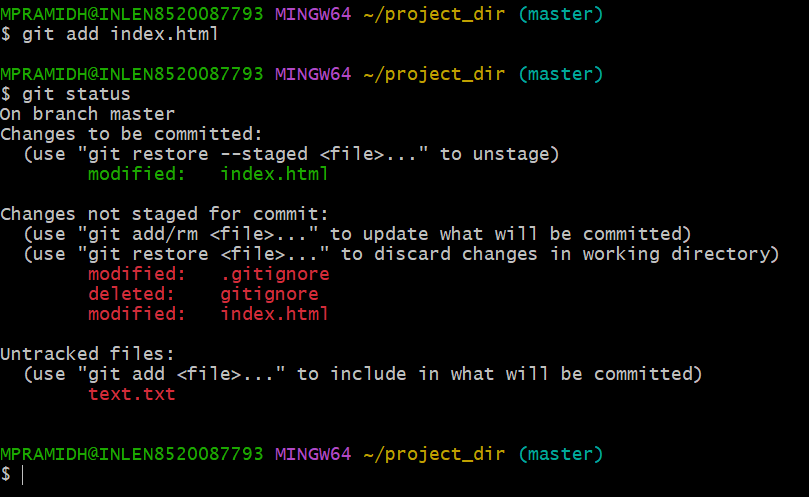 MPRAMIDH@INLEN8520087793 MINGW64 ~/project_dir (master)
$ git add index.html
MPRAMIDH@INLEN8520087793 MINGW64 ~/project_dir (master)
$ git status
On branch master
Changes to be committed:
  (use "git restore --staged <file>..." to unstage)
        modified:   index.html
Changes not staged for commit:
  (use "git add/rm <file>..." to update what will be committed)
  (use "git restore <file>..." to discard changes in working directory)
        modified:   .gitignore
        deleted:    gitignore
        modified:   index.html
Untracked files:
  (use "git add <file>..." to include in what will be committed)
        text.txt
MPRAMIDH@INLEN8520087793 MINGW64 ~/project_dir (master)
$